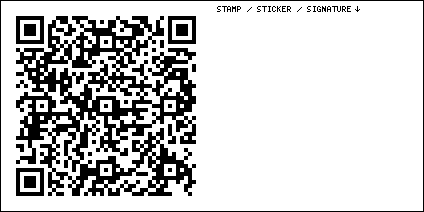 STAMP / STICKER / SIGNATURE ↓